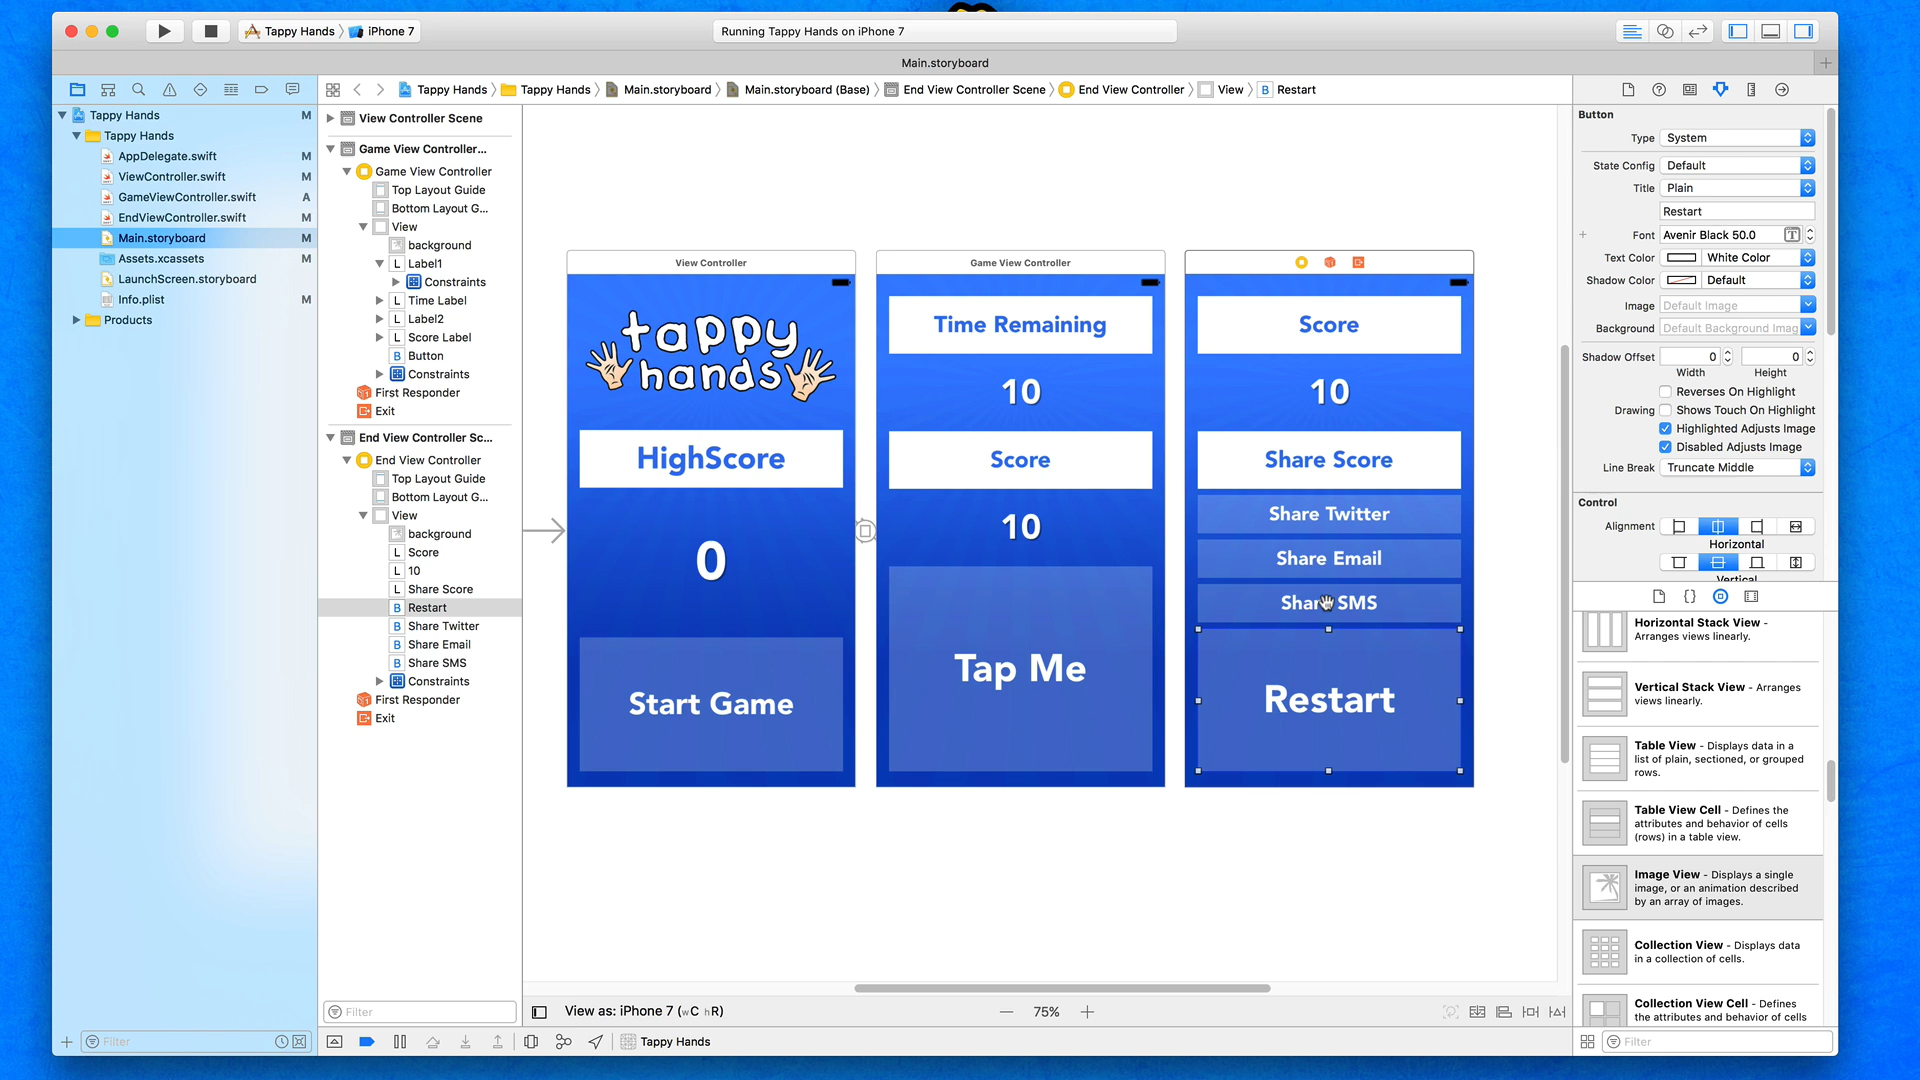 Tappy Hands
iPhone 7
Running Tappy Hands on iPhone 7
Main.storyboard
Tappy Hands
Tappy Hands
Main.storyboard
Main.storyboard (Base)
End View Controller Scene
End View Controller
View
B Restart
Tappy Hands M
Tappy Hands
AppDelegate.swift M
ViewController.swift M
GameViewController.swift A
EndViewController.swift M
Main.storyboard M
Assets.xcassets M
LaunchScreen.storyboard
Info.plist M
Products
Filter
View Controller Scene
Game View Controller...
Game View Controller
Top Layout Guide
Bottom Layout G...
View
background
L Label1
Constraints
L Time Label
L Label2
L Score Label
B Button
Constraints
First Responder
Exit
End View Controller Sc...
End View Controller
Top Layout Guide
Bottom Layout G...
View
background
L Score
L 10
L Share Score
B Restart
B Share Twitter
B Share Email
B Share SMS
Constraints
First Responder
Exit
Filter
View Controller
tappy
hands
HighScore
0
Start Game
Game View Controller
Time Remaining
10
Score
10
Tap Me
Score
10
Share Score
Share Twitter
Share Email
Share SMS
Restart
View as: iPhone 7 (wC hR)
75%
Tappy Hands
Button
Type System
State Config Default
Title Plain
Restart
Font Avenir Black 50.0
Text Color White Color
Shadow Color Default
Image Default Image
Background Default Background Imag
Shadow Offset 0 0
Width Height
Reverses On Highlight
Drawing Shows Touch On Highlight
Highlighted Adjusts Image
Disabled Adjusts Image
Line Break Truncate Middle
Control
Alignment
Horizontal
Vertical
Horizontal Stack View -
Arranges views linearly.
Vertical Stack View - Arranges
views linearly.
Table View - Displays data in a
list of plain, sectioned, or grouped
rows.
Table View Cell - Defines the
attributes and behavior of cells
(rows) in a table view.
Image View - Displays a single
image, or an animation described
by an array of images.
Collection View - Displays data
in a collection of cells.
Collection View Cell - Defines
the attributes and behavior of cells
Filter